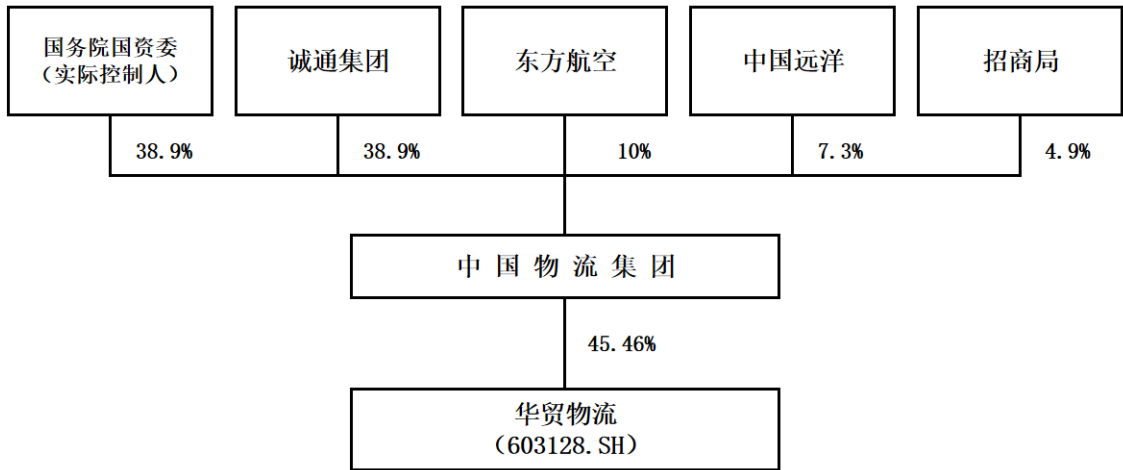 国务院国资委
（实际控制人）
诚通集团
东方航空
中国远洋
招商局
38.9%
38.9%
10%
7.3%
4.9%
中国物流集团
45.46%
华贸物流
（603128.SH）